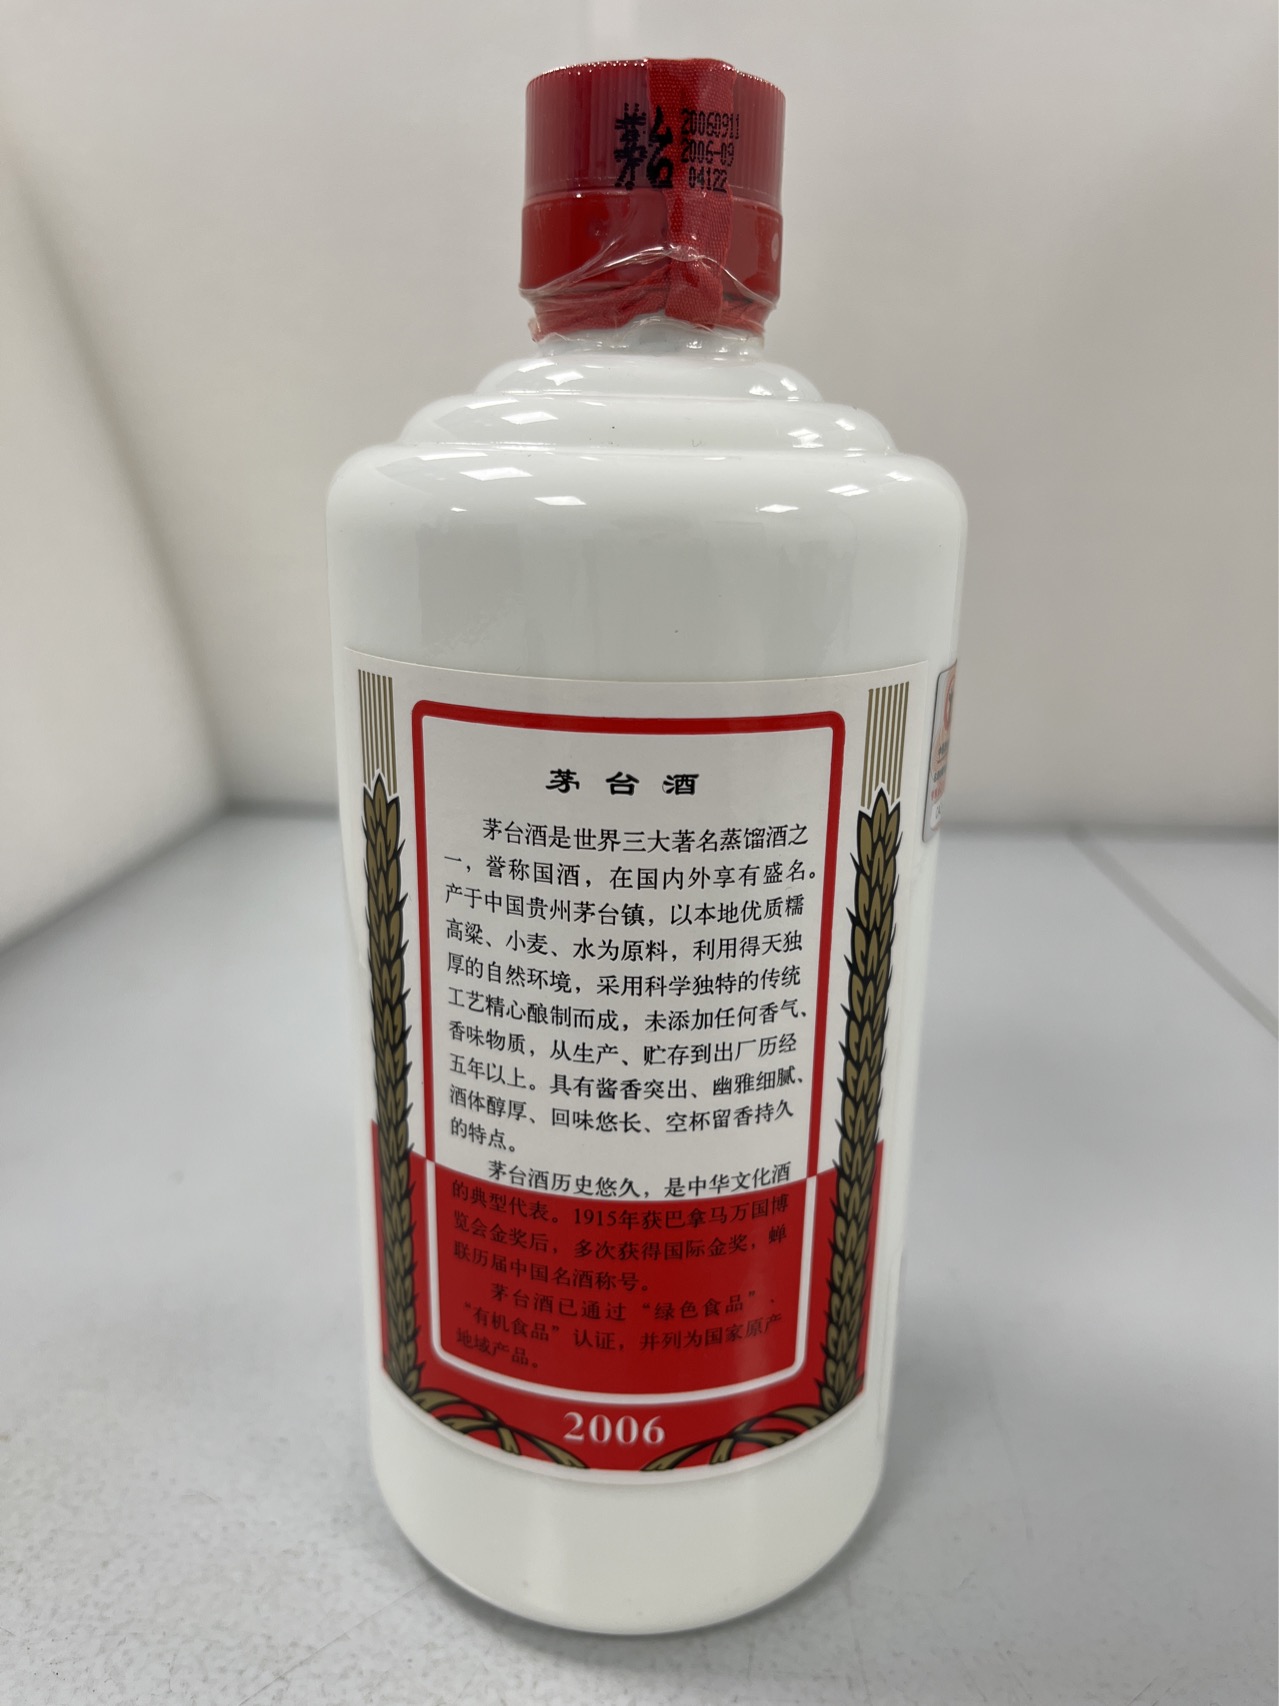 茅台
20060911
2006-09
04122
茅台酒
茅台酒是世界三大著名蒸馏酒之
一，誉称国酒，在国内外享有盛名。
产于中国贵州茅台镇，以本地优质糯
高粱、小麦、水为原料，利用得天独
厚的自然环境，采用科学独特的传统
工艺精心酿制而成，未添加任何香气、
香味物质，从生产、贮存到出厂历经
五年以上。具有酱香突出、幽雅细腻、
酒体醇厚、回味悠长、空杯留香持久
的特点。
茅台酒历史悠久，是中华文化酒
的典型代表。1915年获巴拿马万国博
览会金奖后，多次获得国际金奖，蝉
联历届中国名酒称号。
茅台酒已通过“绿色食品”、
“有机食品”认证，并列为国家原产
地域产品。
2006